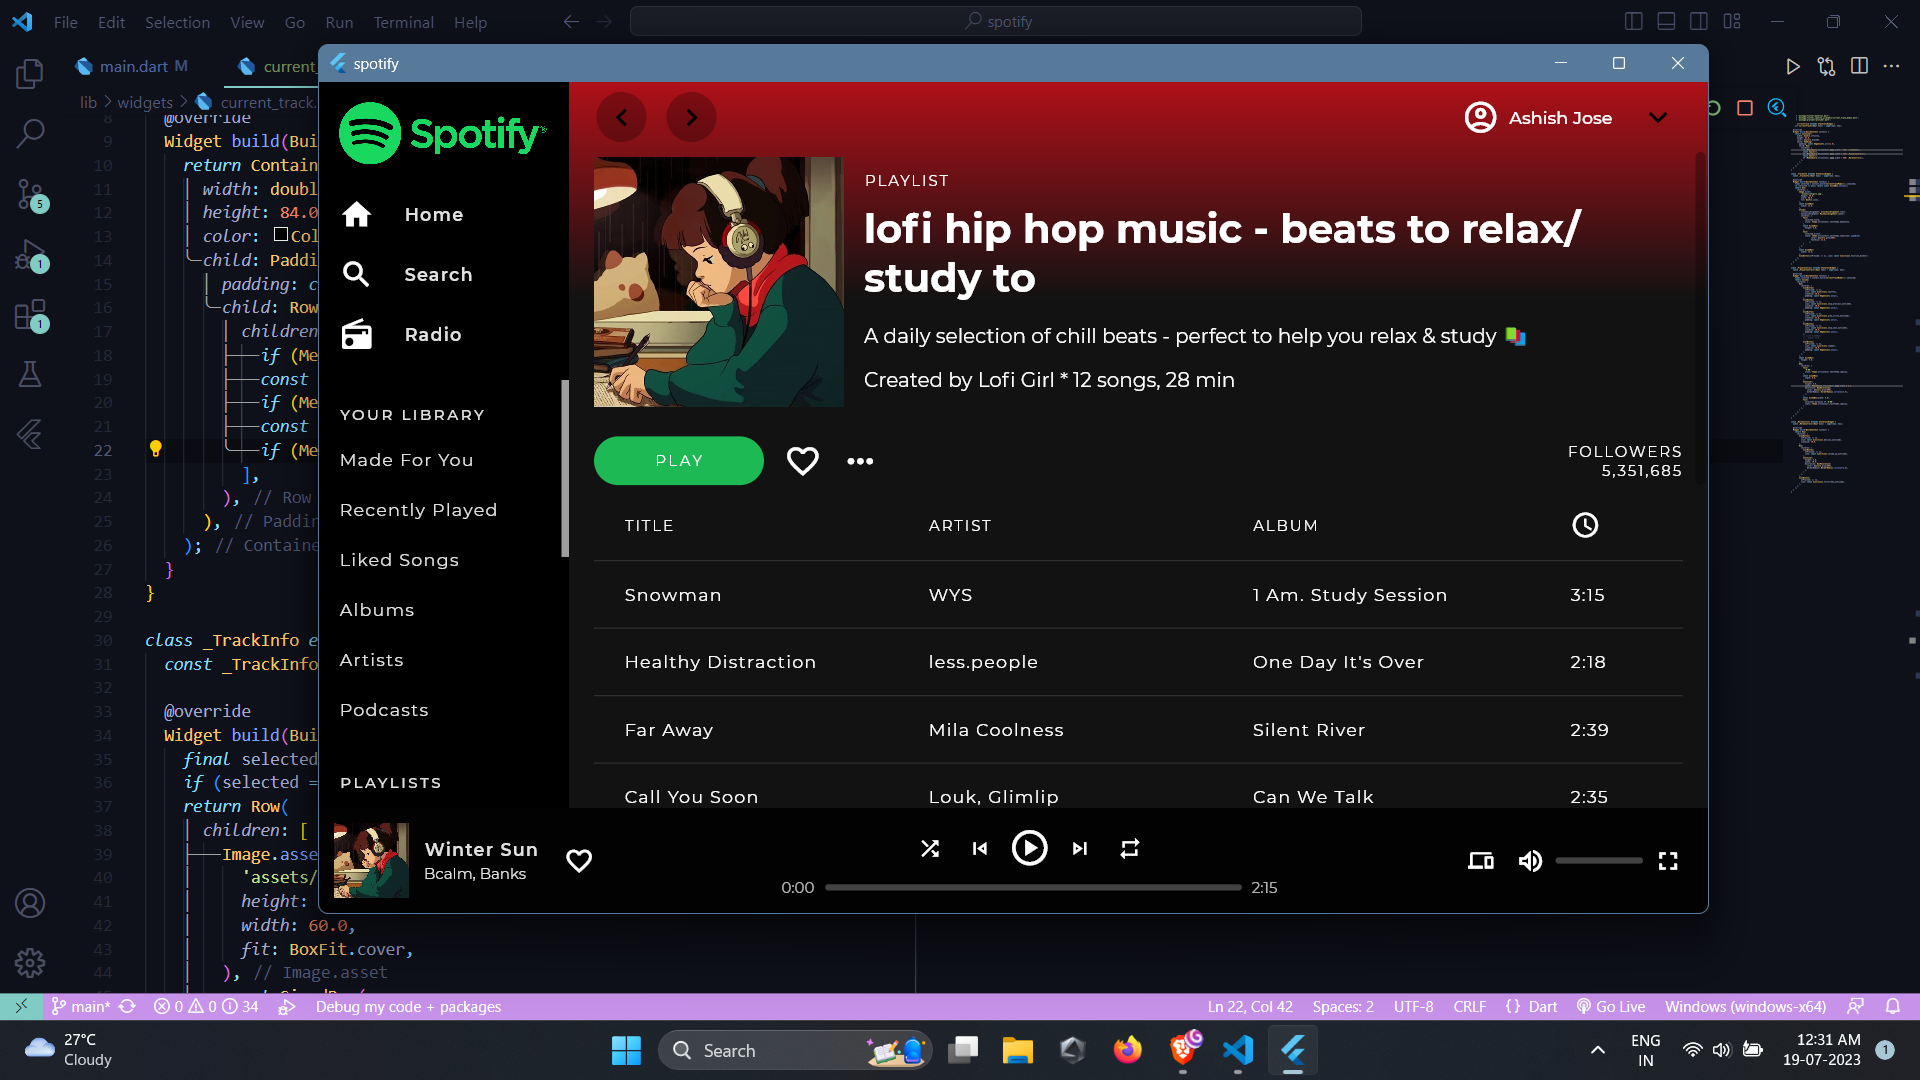 File Edit Selection View Go Run Terminal Help
spotify
main.dart M
current_
lib > widgets > current_track.
spotify
8 @override
9 Widget build(Bui
10 return Contain
11 width: doubl
12 height: 84.0
13 color: Col
14 child: Paddi
15 padding: c
16 child: Row
17 children
18 if (Me
19 const
20 if (Me
21 const
22 if (Me
23 ],
24 ), // Row
25 ), // Paddin
26 ); // Containe
27 }
28 }
29
30 class _TrackInfo e
31 const _TrackInfo
32
33 @override
34 Widget build(Bui
35 final selected
36 if (selected =
37 return Row(
38 children: [
39 Image.asse
40 'assets/
41 height:
42 width: 60.0,
43 fit: BoxFit.cover,
44 ), // Image.asset
Spotify
Home
Search
Radio
YOUR LIBRARY
Made For You
Recently Played
Liked Songs
Albums
Artists
Podcasts
PLAYLISTS
Ashish Jose
PLAYLIST
lofi hip hop music - beats to relax/
study to
A daily selection of chill beats - perfect to help you relax & study
Created by Lofi Girl * 12 songs, 28 min
PLAY
FOLLOWERS
5,351,685
TITLE ARTIST ALBUM
Snowman WYS 1 Am. Study Session 3:15
Healthy Distraction less.people One Day It's Over 2:18
Far Away Mila Coolness Silent River 2:39
Call You Soon Louk, Glimlip Can We Talk 2:35
Winter Sun
Bcalm, Banks
0:00 2:15
5
1
1
main* 0 0 34 Debug my code + packages Ln 22, Col 42 Spaces: 2 UTF-8 CRLF {} Dart Go Live Windows (windows-x64)
27°C
Cloudy
Search
ENG
IN
12:31 AM
19-07-2023
1